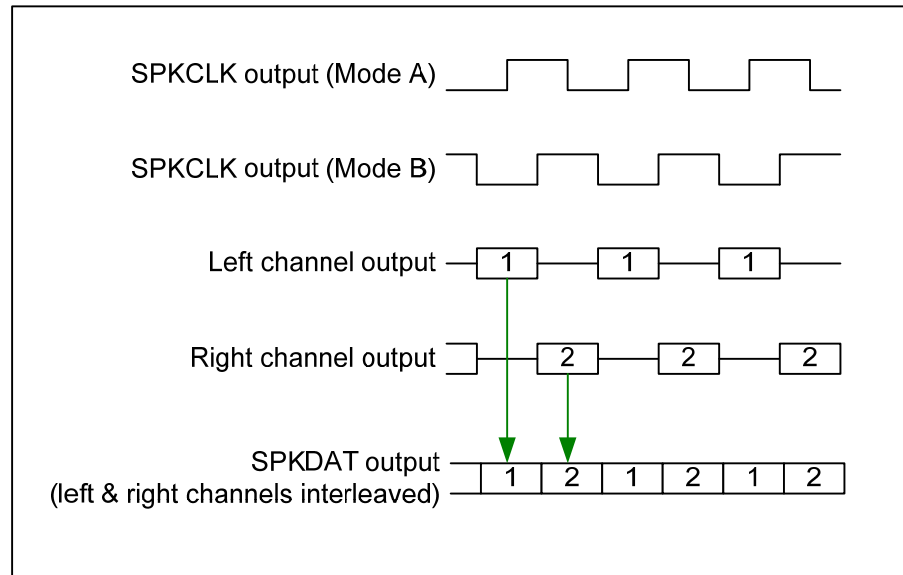 SPKCLK output (Mode A)
SPKCLK output (Mode B)
Left channel output
1 1 1
Right channel output
2 2 2
SPKDAT output
(left & right channels interleaved)
1 2 1 2 1 2